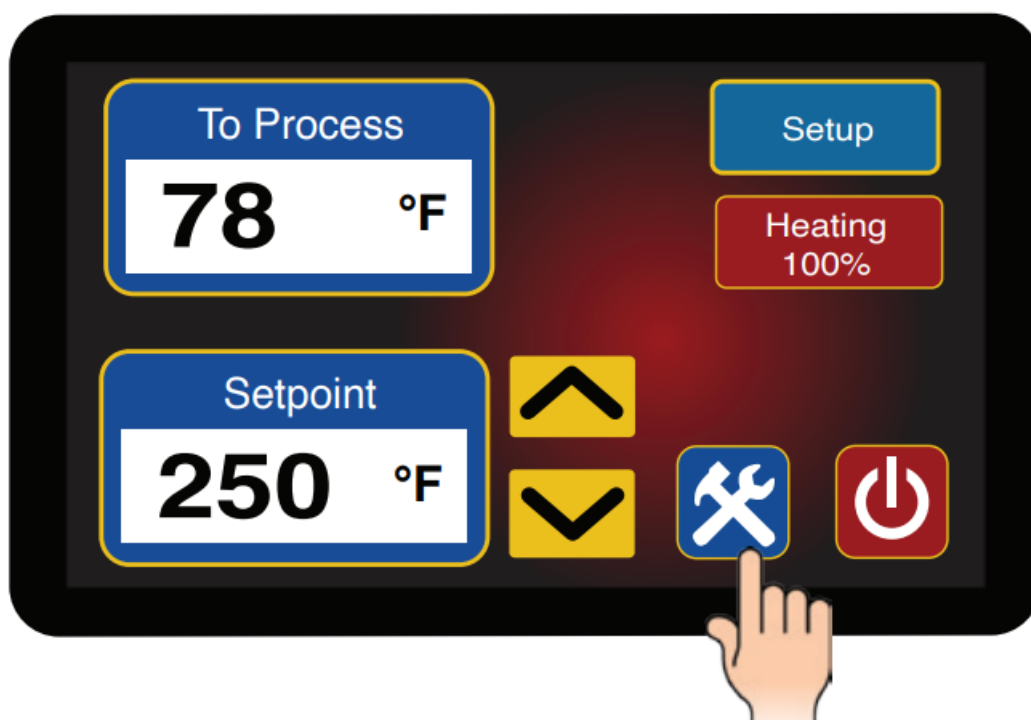 To Process
78 °F
Setup
Heating
100%
Setpoint
250 °F